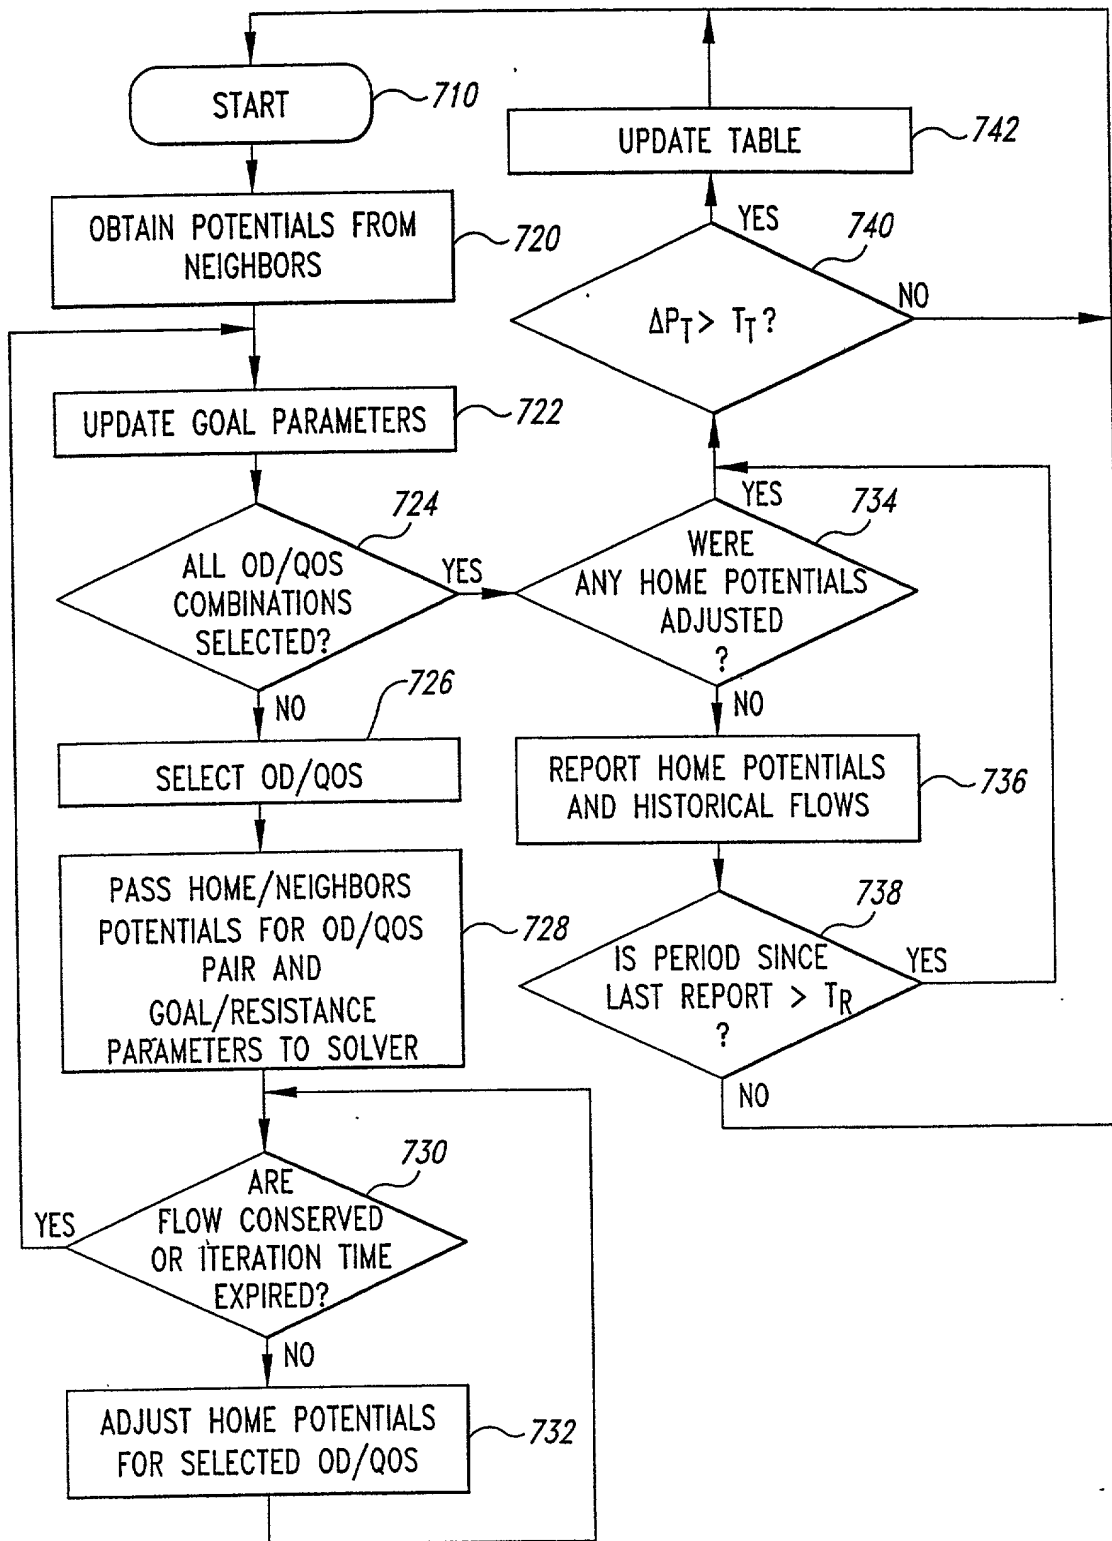 START
710
OBTAIN POTENTIALS FROM
NEIGHBORS
720
UPDATE GOAL PARAMETERS
722
724
ALL OD/QOS
COMBINATIONS
SELECTED?
YES
NO
726
SELECT OD/QOS
PASS HOME/NEIGHBORS
POTENTIALS FOR OD/QOS
PAIR AND
GOAL/RESISTANCE
PARAMETERS TO SOLVER
728
730
ARE
FLOW CONSERVED
OR ITERATION TIME
EXPIRED?
YES
NO
ADJUST HOME POTENTIALS
FOR SELECTED OD/QOS
732
UPDATE TABLE
742
YES
740
ΔPT > TT?
NO
YES
734
WERE
ANY HOME POTENTIALS
ADJUSTED
?
NO
REPORT HOME POTENTIALS
AND HISTORICAL FLOWS
736
738
IS PERIOD SINCE
LAST REPORT > TR
?
YES
NO